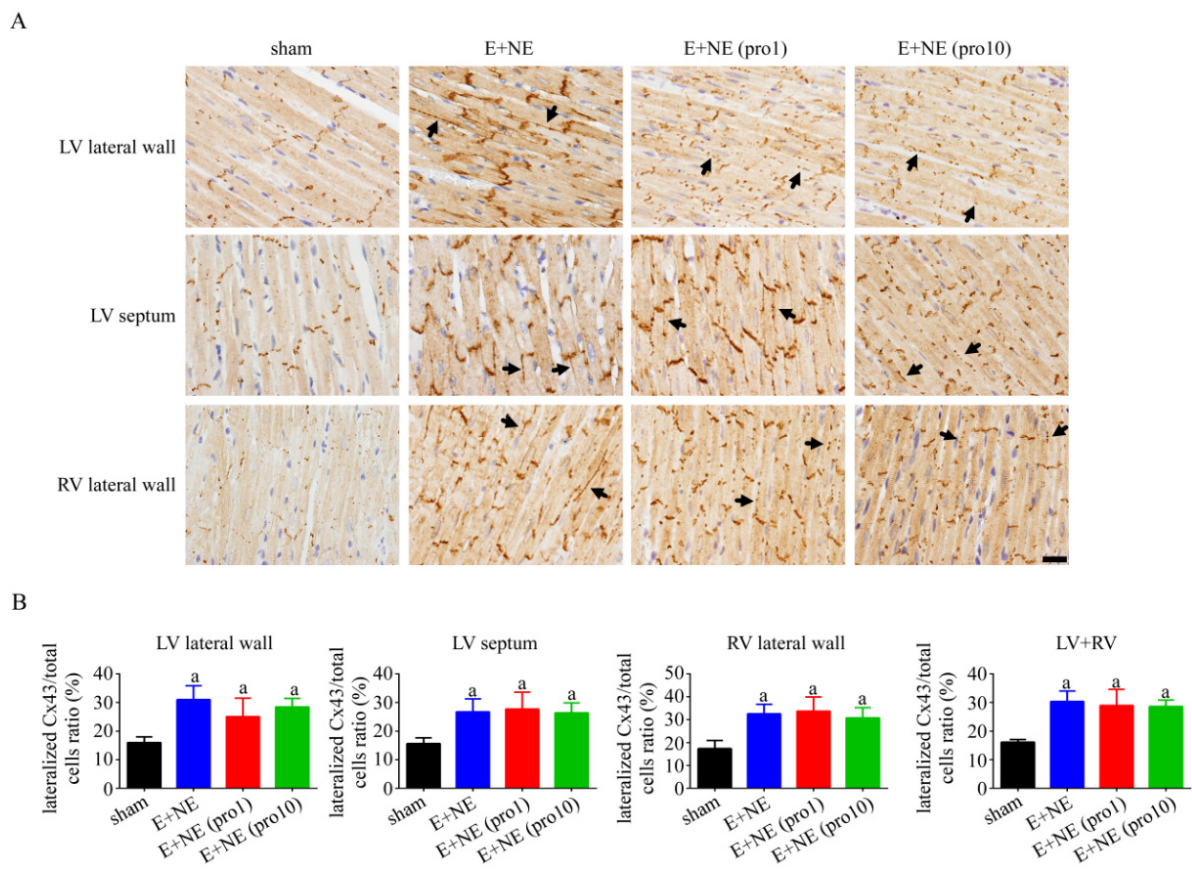 A
sham E+NE E+NE (pro1) E+NE (pro10)
LV lateral wall
LV septum
RV lateral wall
B
LV lateral wall
lateralized Cx43/total
cells ratio (%)
40
30
20
10
0
a a a
sham E+NE E+NE (pro1) E+NE (pro10)
LV septum
lateralized Cx43/total
cells ratio (%)
40
30
20
10
0
a a a
sham E+NE E+NE (pro1) E+NE (pro10)
RV lateral wall
lateralized Cx43/total
cells ratio (%)
50
40
30
20
10
0
a a a
sham E+NE E+NE (pro1) E+NE (pro10)
LV+RV
lateralized Cx43/total
cells ratio (%)
40
30
20
10
0
a a a
sham E+NE E+NE (pro1) E+NE (pro10)